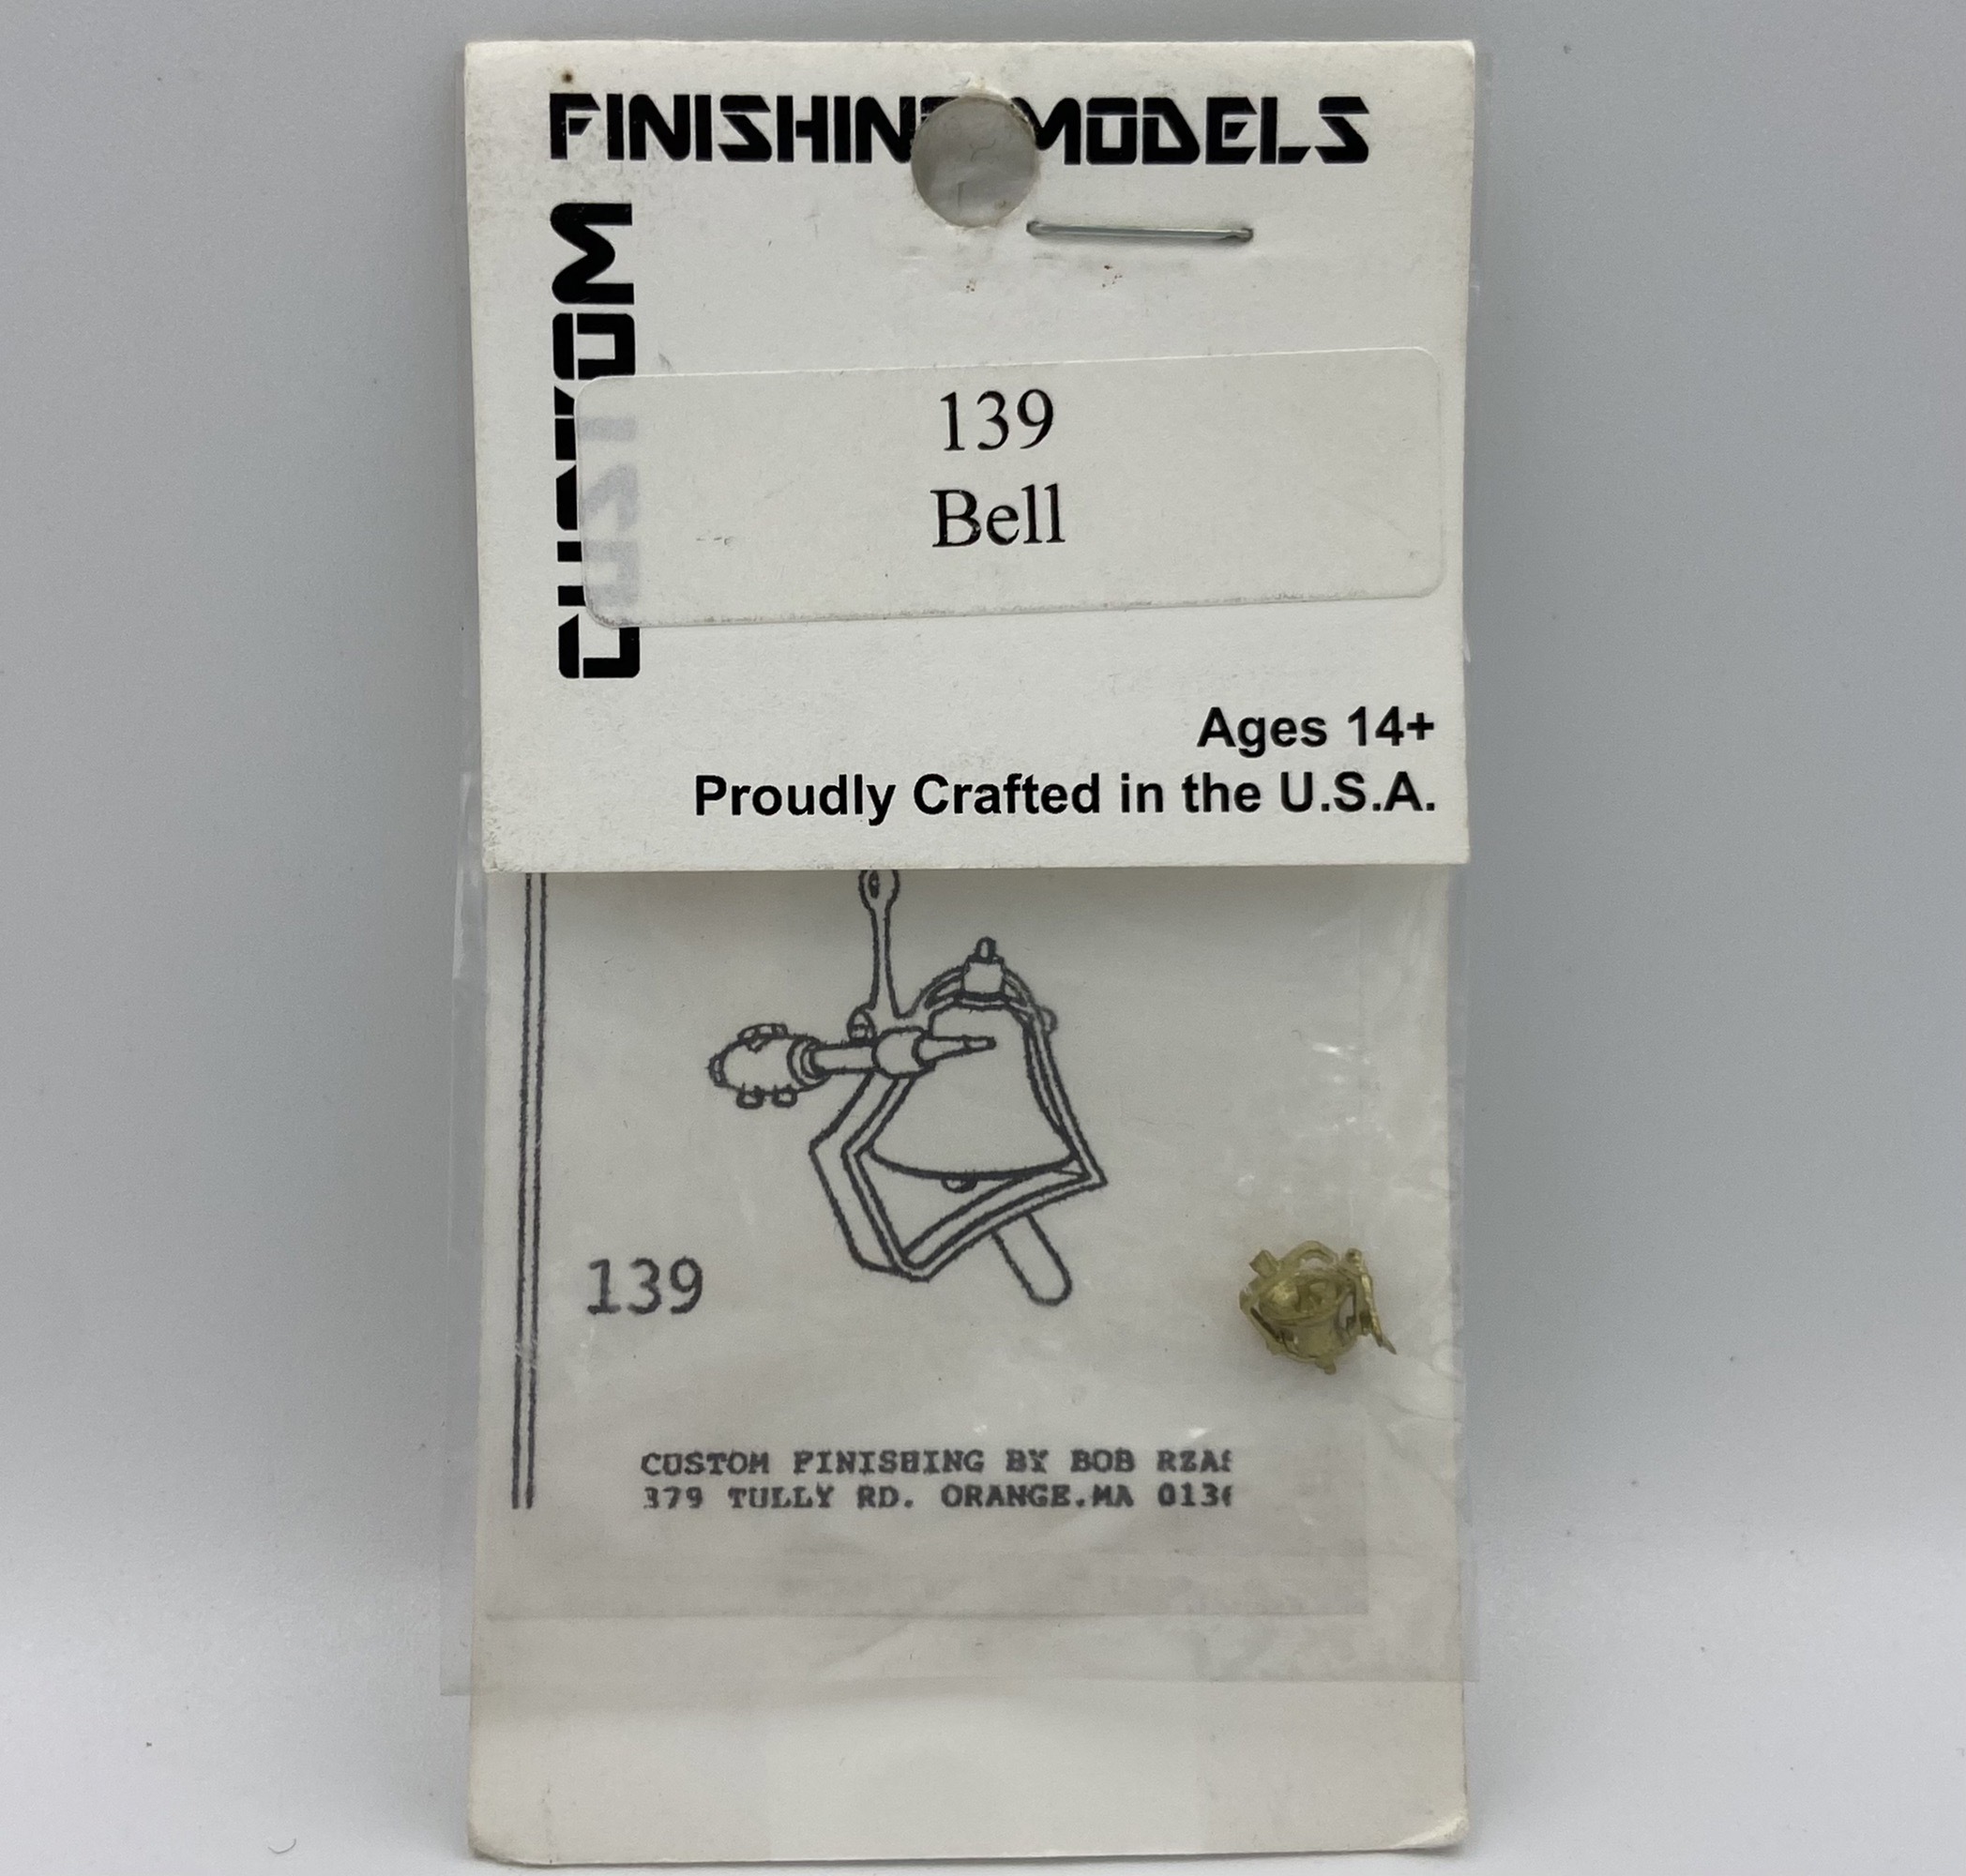 FINISHING MODELS
CUSTOM
139
Bell
Ages 14+
Proudly Crafted in the U.S.A.
139
CUSTOM FINISHING BY BOB
379 TULLY RD. ORANGE.MA